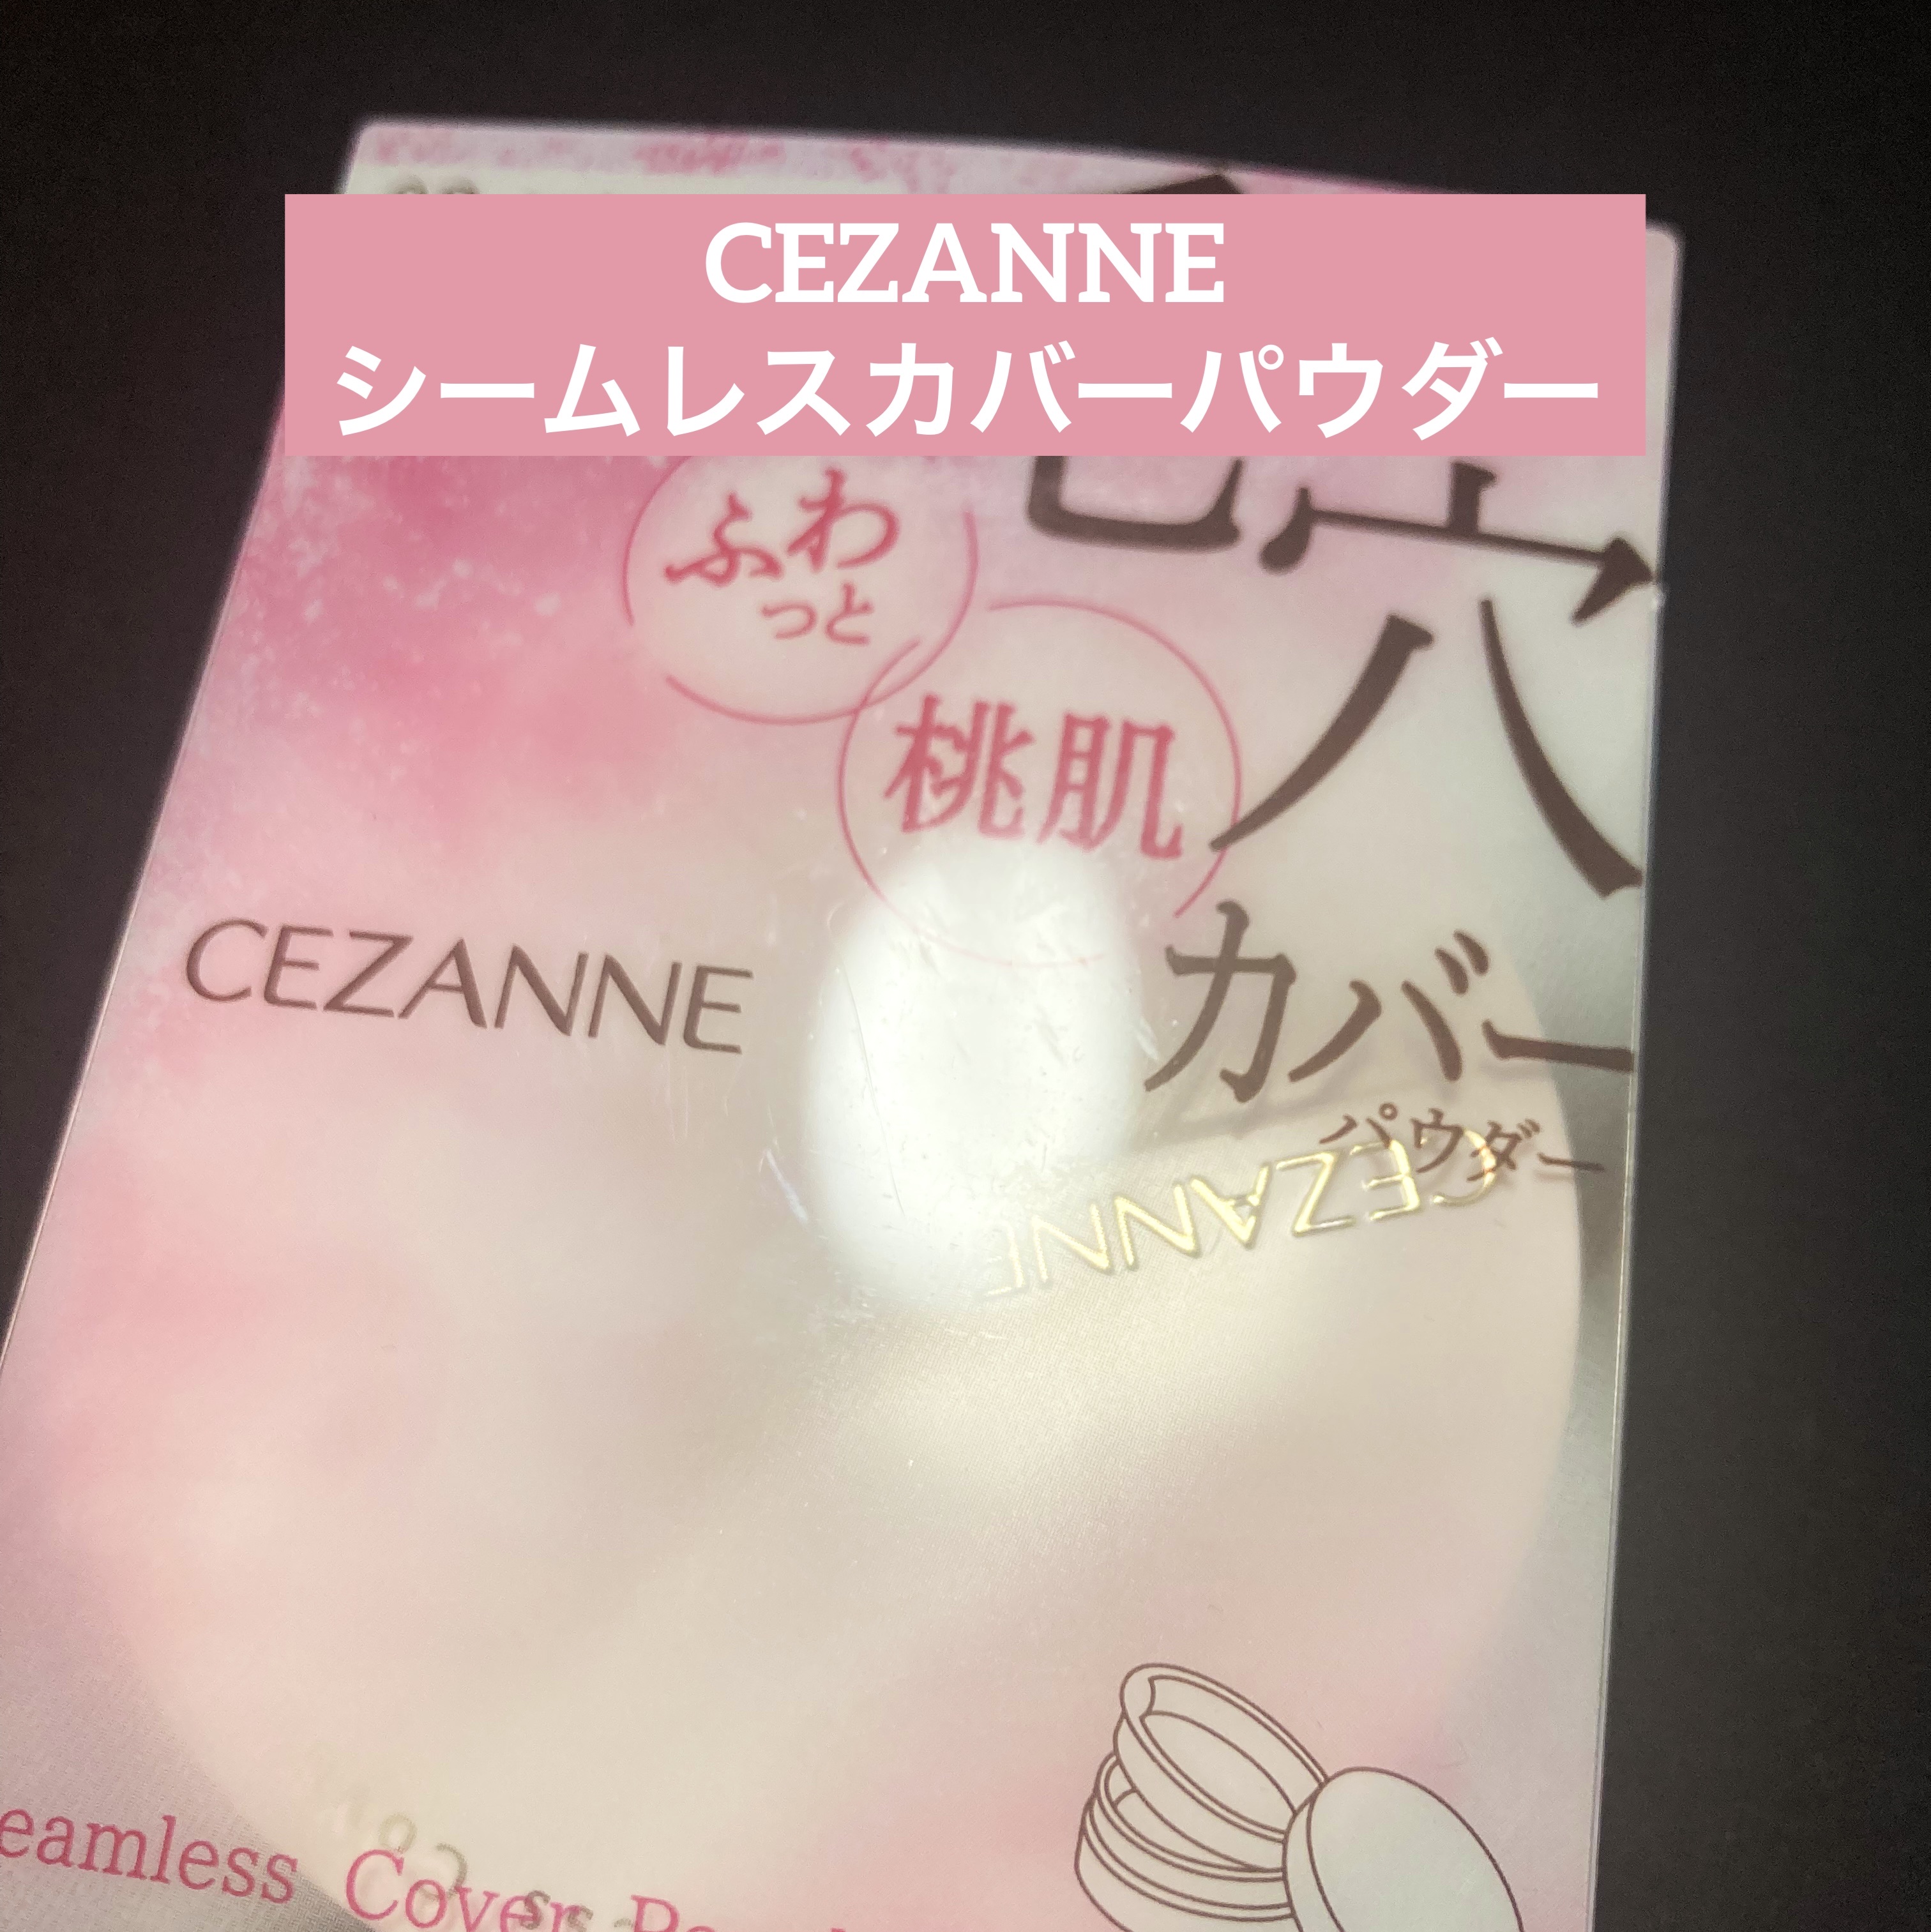 CEZANNE
シームレスカバーパウダー
ふわ
っと
桃肌
CEZANNE
カバー
パウダー
CEZANNE
eamless Cover